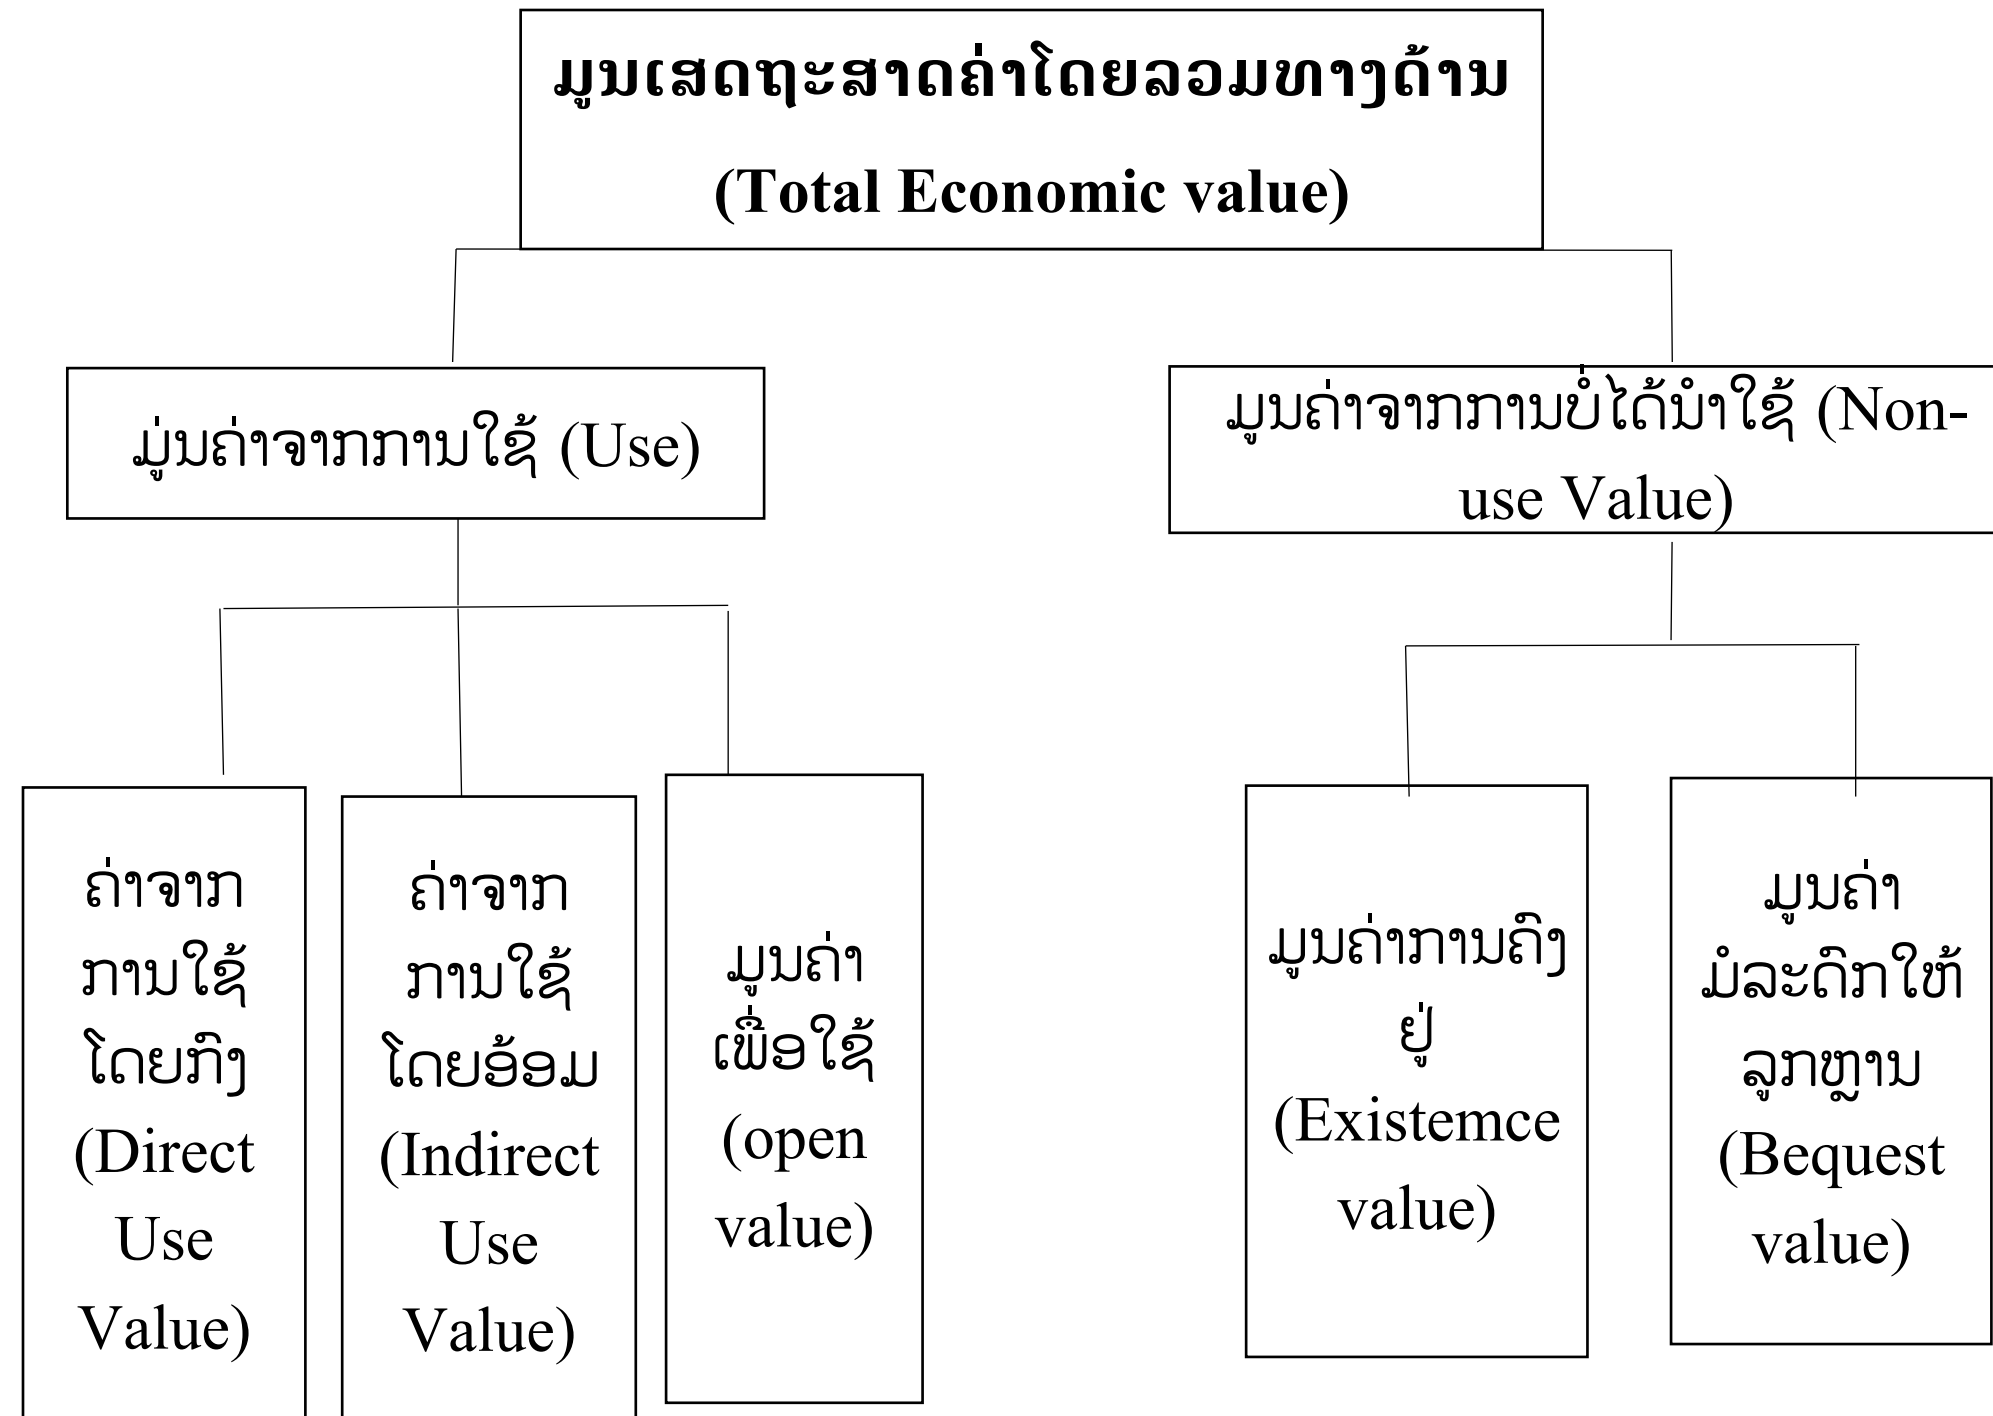 ມູນເສດຖະສາດຄ່າໂດຍລວມທາງດ້ານ
(Total Economic value)
ມູ່ນຄ່າຈາກການໃຊ້ (Use)
ມູນຄ່າຈາກການບໍ່ໄດ້ນຳໃຊ້ (Non-
use Value)
ຄ່າຈາກ
ການໃຊ້
ໂດຍກົງ
(Direct
Use
Value)
ຄ່າຈາກ
ການໃຊ້
ໂດຍອ້ອມ
(Indirect
Use
Value)
ມູນຄ່າ
ເພື່ອໃຊ້
(open
value)
ມູນຄ່າການຄົງ
ຢູ່
(Existemce
value)
ມູນຄ່າ
ມໍລະດົກໃຫ້
ລູກຫຼານ
(Bequest
value)